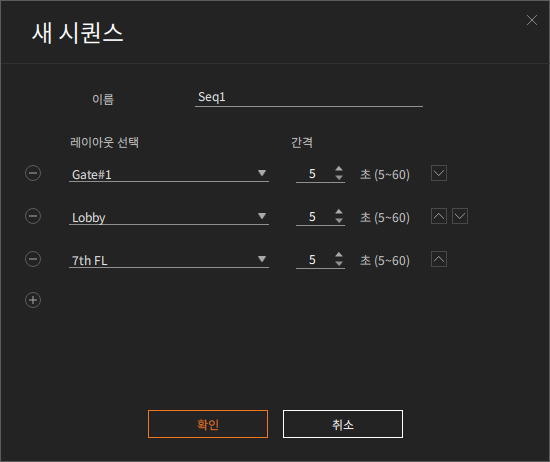 새 시퀀스
이름 Seq1
레이아웃 선택 간격
Gate#1 5 초 (5~60)
Lobby 5 초 (5~60)
7th FL 5 초 (5~60)
확인 취소